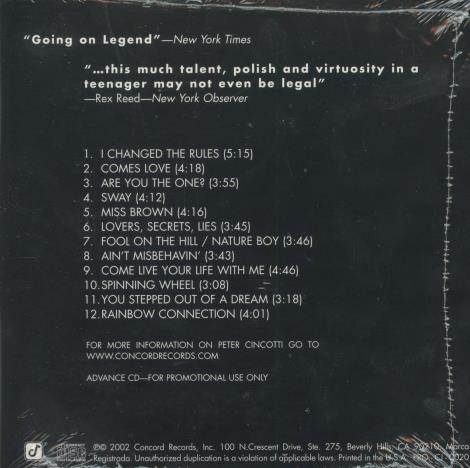 “Going on Legend”—New York Times
“...this much talent, polish and virtuosity in a
teenager may not even be legal”
—Rex Reed—New York Observer
1. I CHANGED THE RULES (5:15)
2. COMES LOVE (4:18)
3. ARE YOU THE ONE? (3:55)
4. SWAY (4:12)
5. MISS BROWN (4:16)
6. LOVERS, SECRETS, LIES (3:45)
7. FOOL ON THE HILL / NATURE BOY (3:46)
8. AIN'T MISBEHAVIN' (3:43)
9. COME LIVE YOUR LIFE WITH ME (4:46)
10. SPINNING WHEEL (3:08)
11. YOU STEPPED OUT OF A DREAM (3:18)
12. RAINBOW CONNECTION (4:01)
FOR MORE INFORMATION ON PETER CINCOTTI GO TO
WWW.CONCORDRECORDS.COM
ADVANCE CD—FOR PROMOTIONAL USE ONLY
℗© 2002 Concord Records, Inc. 100 N.Crescent Drive, Ste. 275, Beverly Hills, CA 90210. Marca
Registrada. Unauthorized duplication is a violation of applicable laws. Printed in U.S.A.